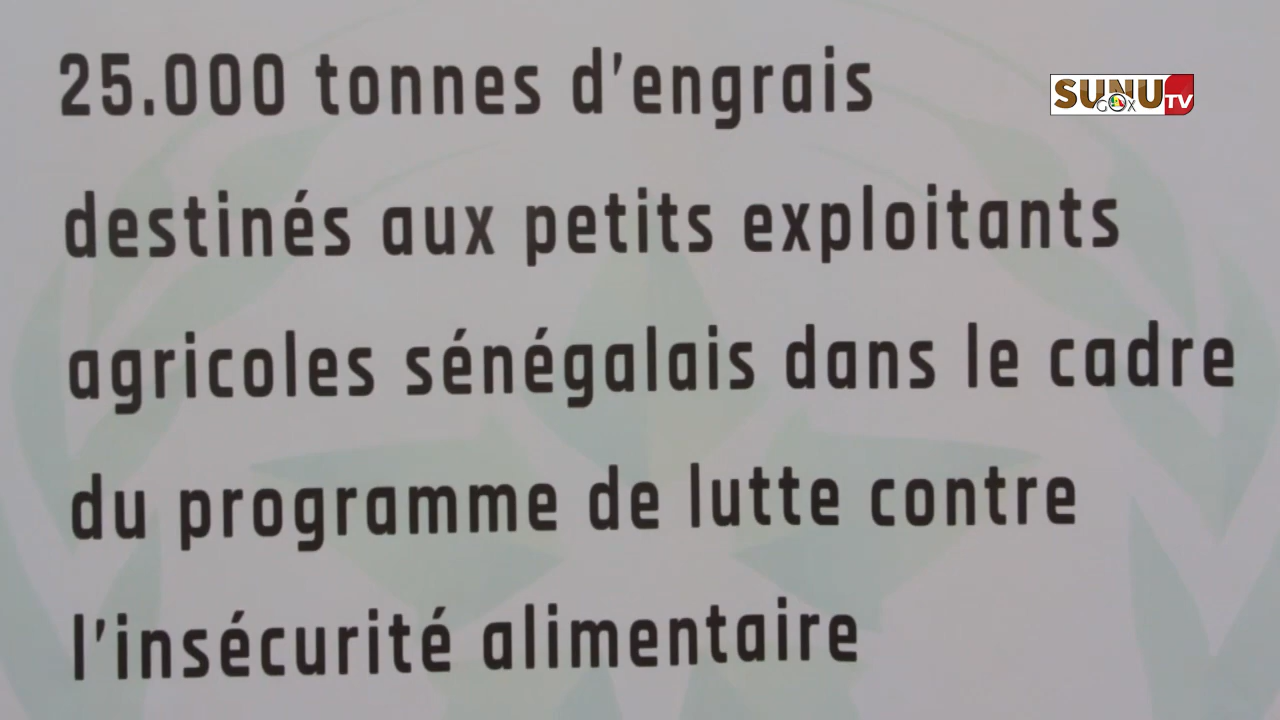 25.000 tonnes d'engrais
SUNU GOX TV
destinés aux petits exploitants
agricoles sénégalais dans le cadre
du programme de lutte contre
l'insécurité alimentaire